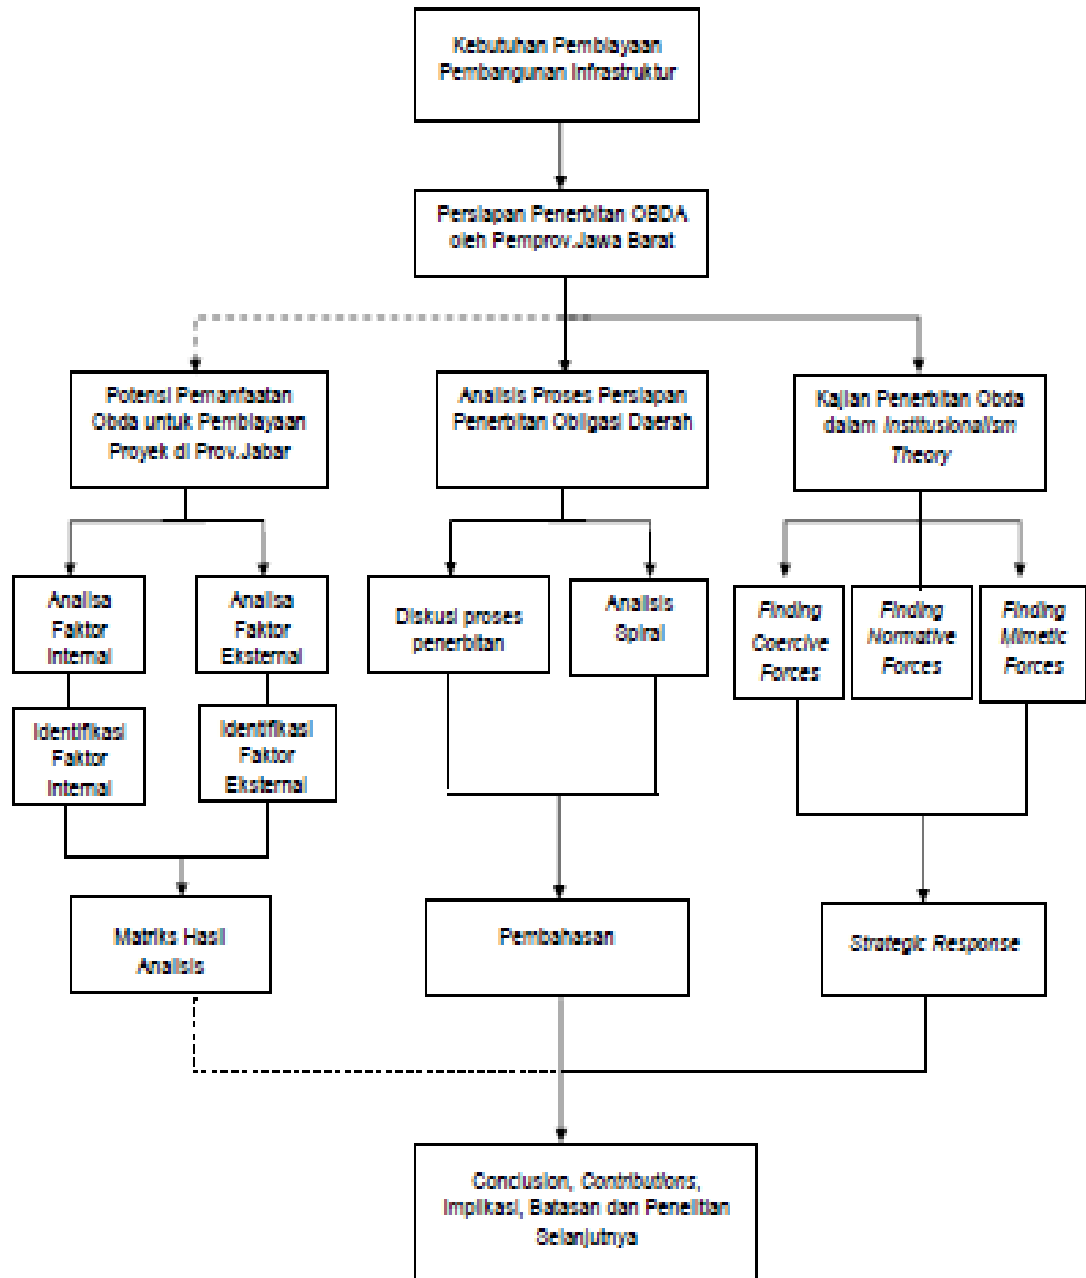 Kebutuhan Pembiayaan
Pembangunan Infrastruktur
Persiapan Penerbitan OBDA
oleh Pemprov.Jawa Barat
Potensi Pemanfaatan
Obda untuk Pembiayaan
Proyek di Prov.Jabar
Analisis Proses Persiapan
Penerbitan Obligasi Daerah
Kajian Penerbitan Obda
dalam Institusionalism
Theory
Analisa
Faktor
Internal
Analisa
Faktor
Eksternal
Diskusi proses
penerbitan
Analisis
Spiral
Finding
Coercive
Forces
Finding
Normative
Forces
Finding
Mimetic
Forces
Identifikasi
Faktor
Internal
Identifikasi
Faktor
Eksternal
Matriks Hasil
Analisis
Pembahasan
Strategic Response
Conclusion, Contributions,
Implikasi, Batasan dan Penelitian
Selanjutnya